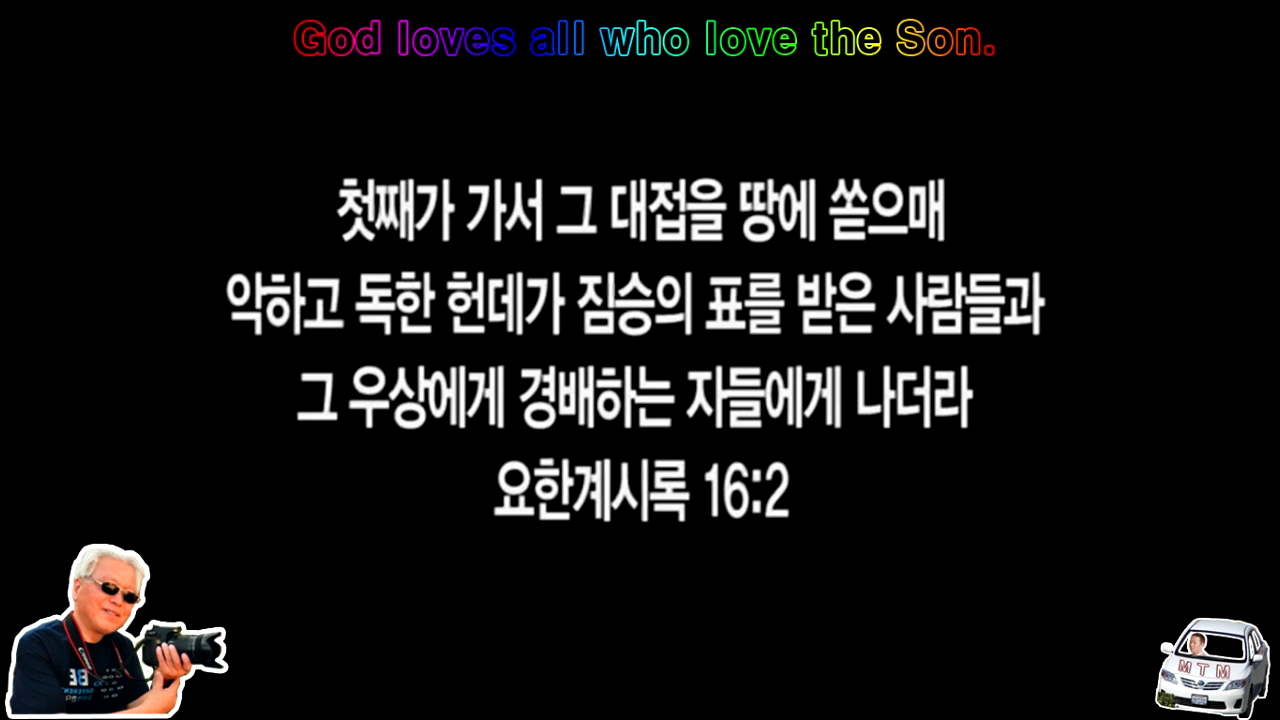 God loves all who love the Son.
첫째가 가서 그 대접을 땅에 쏟으매
악하고 독한 헌데가 짐승의 표를 받은 사람들과
그 우상에게 경배하는 자들에게 나더라
요한계시록 16:2
MTM